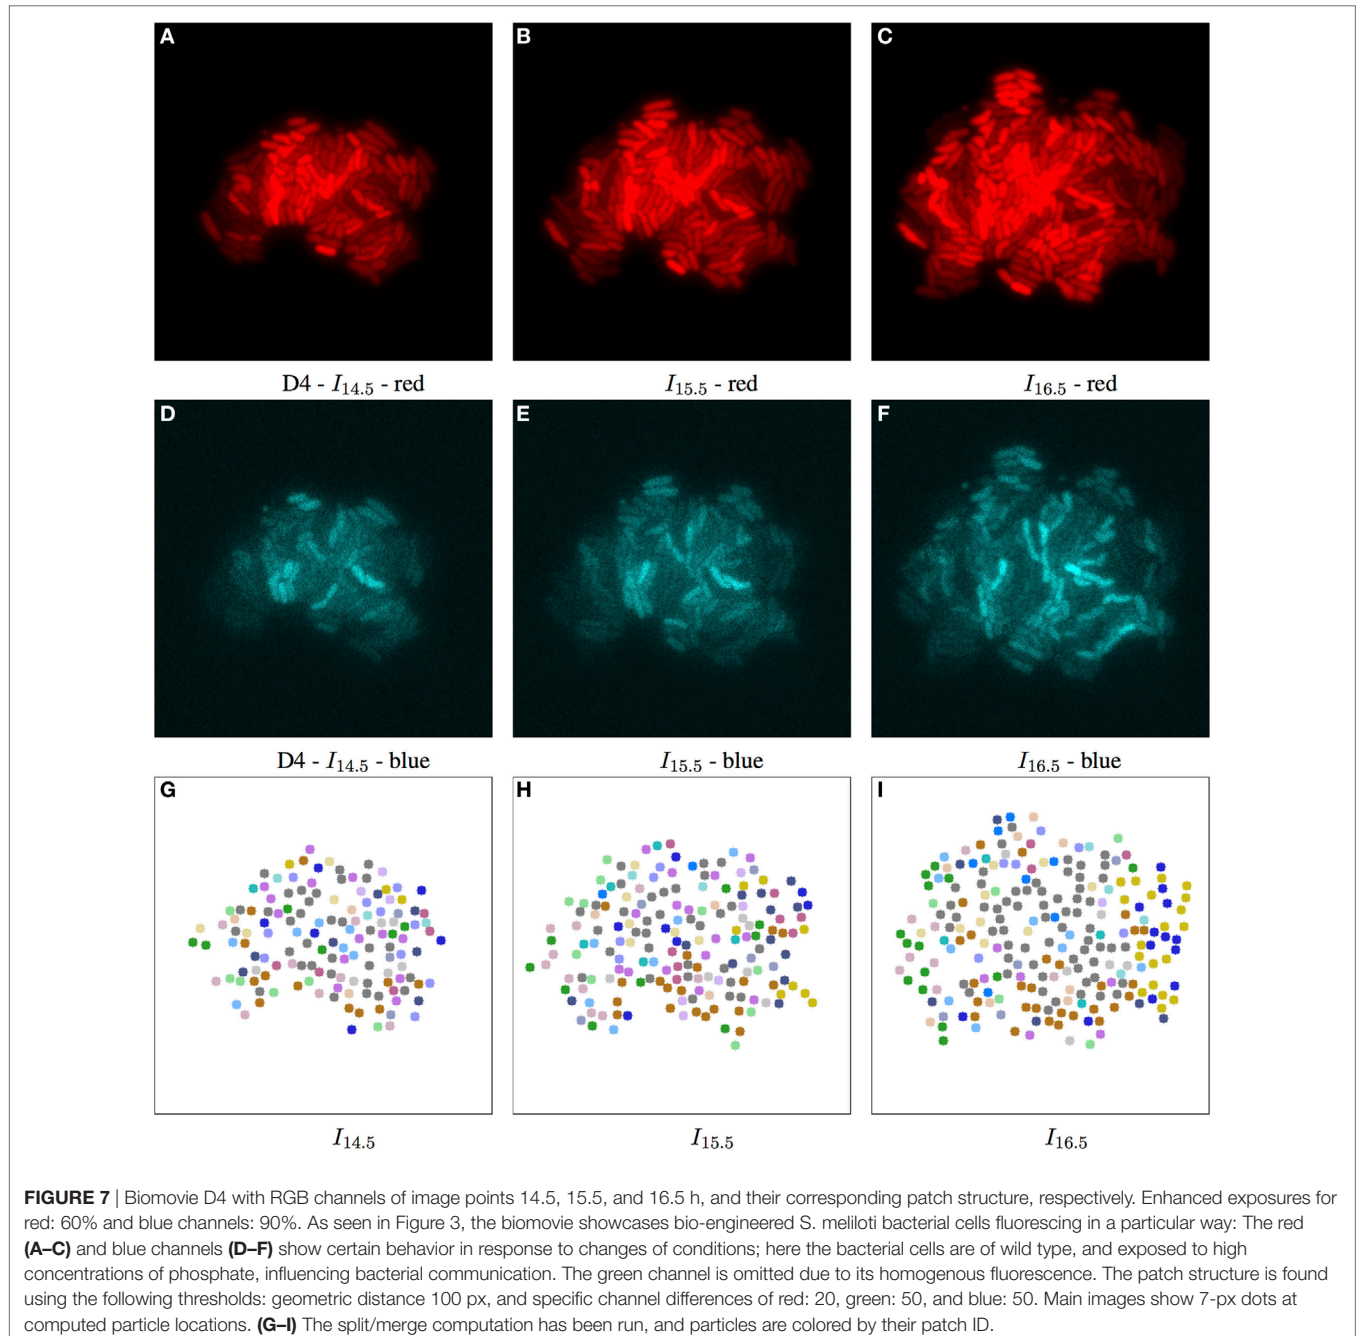 A
B
C
D4 - I14.5 - red
I15.5 - red
I16.5 - red
D
E
F
D4 - I14.5 - blue
I15.5 - blue
I16.5 - blue
G
H
I
I14.5
I15.5
I16.5
FIGURE 7 | Biomovie D4 with RGB channels of image points 14.5, 15.5, and 16.5 h, and their corresponding patch structure, respectively. Enhanced exposures for
red: 60% and blue channels: 90%. As seen in Figure 3, the biomovie showcases bio-engineered S. meliloti bacterial cells fluorescing in a particular way: The red
(A–C) and blue channels (D–F) show certain behavior in response to changes of conditions; here the bacterial cells are of wild type, and exposed to high
concentrations of phosphate, influencing bacterial communication. The green channel is omitted due to its homogenous fluorescence. The patch structure is found
using the following thresholds: geometric distance 100 px, and specific channel differences of red: 20, green: 50, and blue: 50. Main images show 7-px dots at
computed particle locations. (G–I) The split/merge computation has been run, and particles are colored by their patch ID.